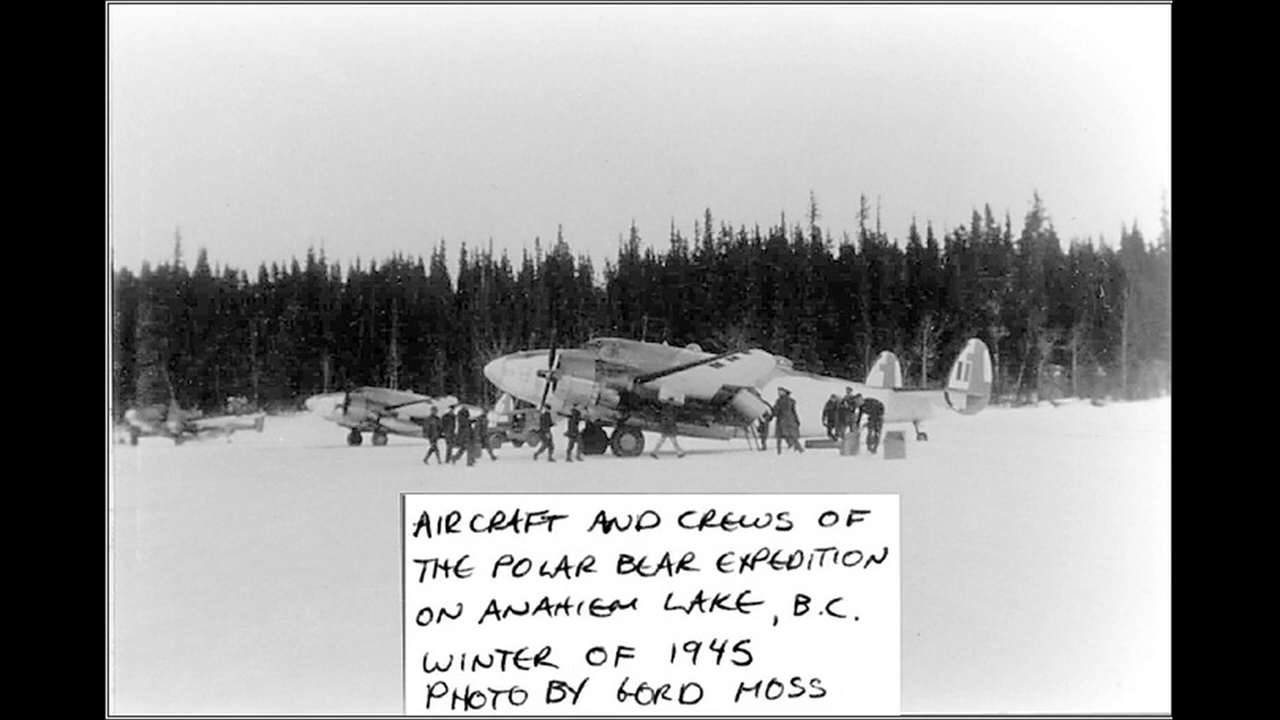 AIRCRAFT AND CREWS OF
THE POLAR BEAR EXPEDITION
ON ANAHIEM LAKE, B.C.
WINTER OF 1945
PHOTO BY GORD MOSS